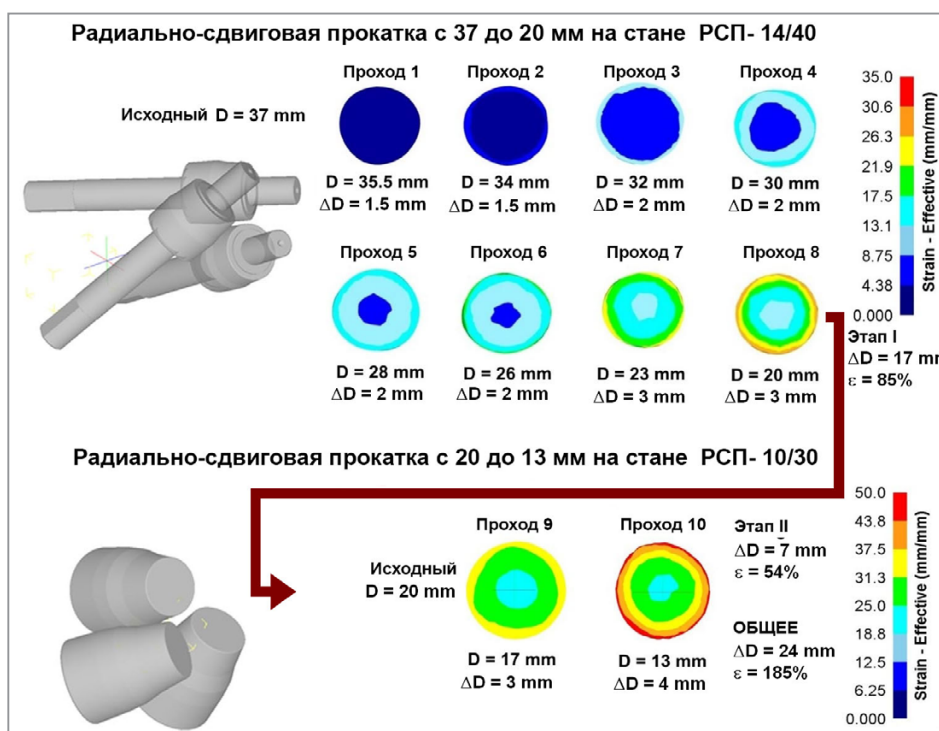 Радиально-сдвиговая прокатка с 37 до 20 мм на стане РСП- 14/40
Исходный D = 37 mm
Проход 1
Проход 2
Проход 3
Проход 4
D = 35.5 mm
ΔD = 1.5 mm
D = 34 mm
ΔD = 1.5 mm
D = 32 mm
ΔD = 2 mm
D = 30 mm
ΔD = 2 mm
Проход 5
Проход 6
Проход 7
Проход 8
D = 28 mm
ΔD = 2 mm
D = 26 mm
ΔD = 2 mm
D = 23 mm
ΔD = 3 mm
D = 20 mm
ΔD = 3 mm
35.0
30.6
26.3
21.9
17.5
13.1
8.75
4.38
0.000
Strain - Effective (mm/mm)
Этап I
ΔD = 17 mm
ε = 85%
Радиально-сдвиговая прокатка с 20 до 13 мм на стане РСП- 10/30
Исходный
D = 20 mm
Проход 9
Проход 10
D = 17 mm
ΔD = 3 mm
D = 13 mm
ΔD = 4 mm
Этап II
ΔD = 7 mm
ε = 54%
ОБЩЕЕ
ΔD = 24 mm
ε = 185%
50.0
43.8
37.5
31.3
25.0
18.8
12.5
6.25
0.000
Strain - Effective (mm/mm)